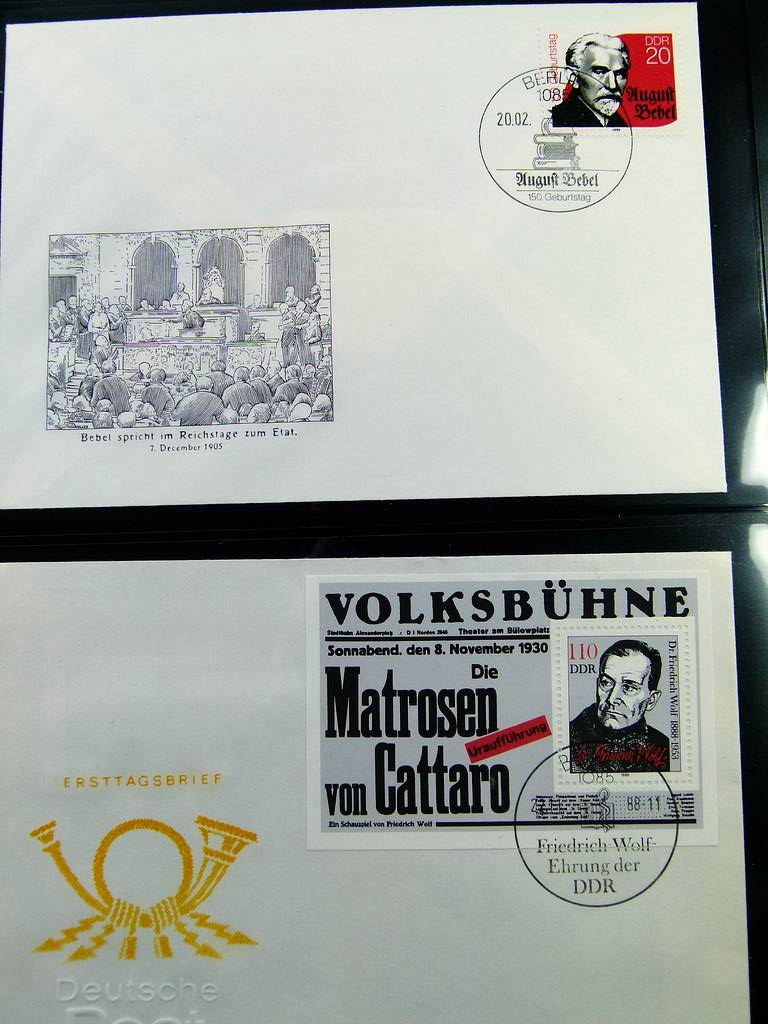 DDR
20
Geburtstag
August
Bebel
BERLIN
1085
20.02.
August Bebel
150. Geburtstag
Bebel spricht im Reichstage zum Etat.
7. December 1905
VOLKSBÜHNE
Theater am Bülowplatz
Sonnabend, den 8. November 1930
Die
Matrosen
von Cattaro
Uraufführung
Ein Schauspiel von Friedrich Wolf
110
DDR
Dr. Friedrich Wolf 1888-1953
1085
88-11
Friedrich-Wolf-
Ehrung der
DDR
ERSTTAGSBRIEF
Deutsche
Post